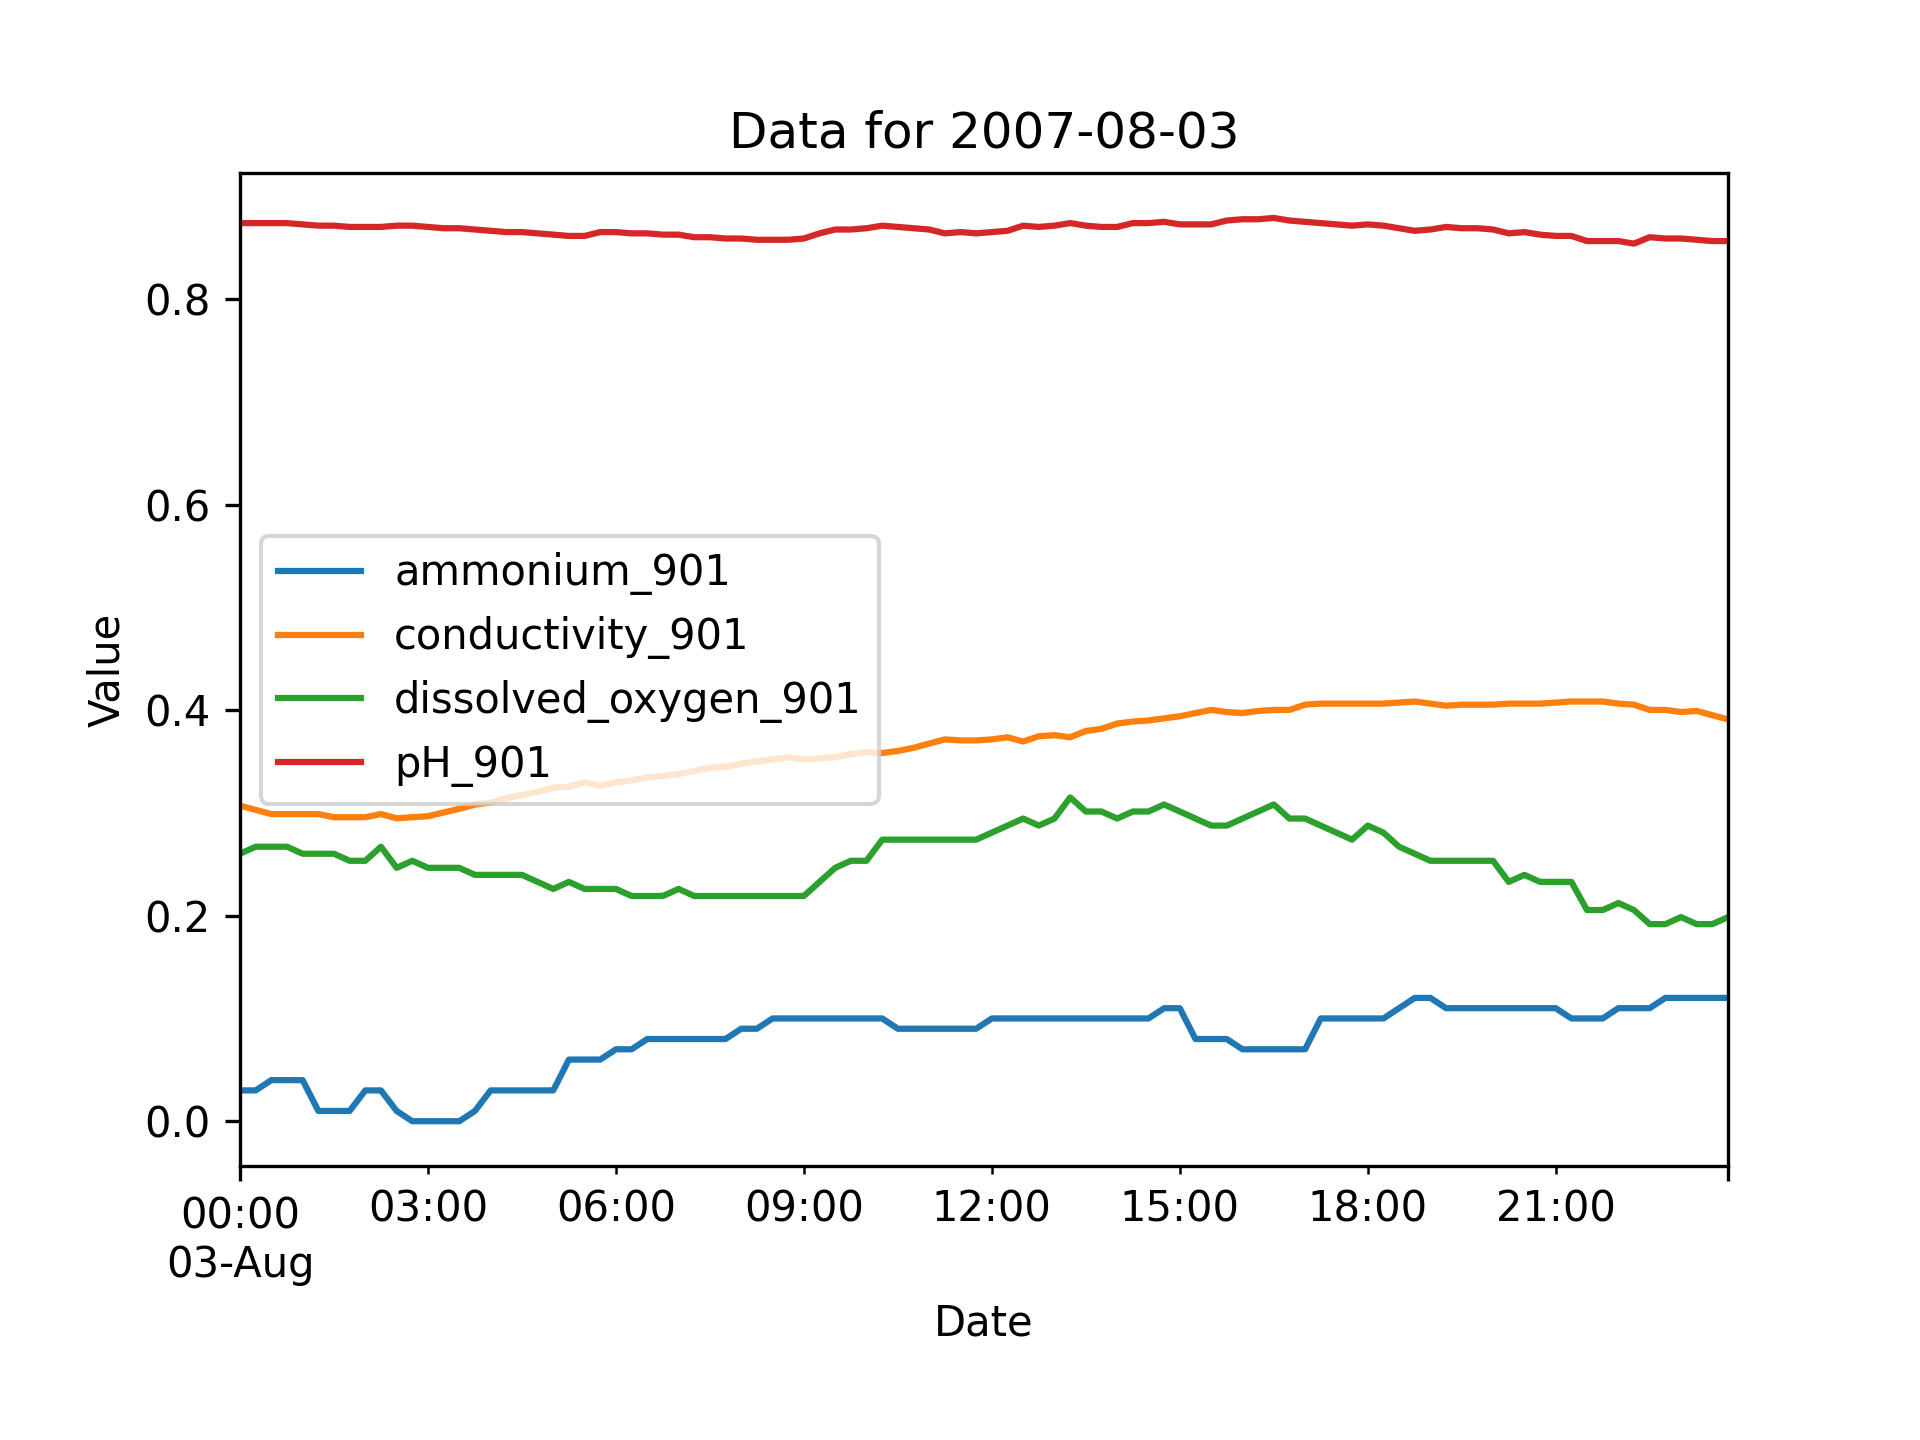 Data for 2007-08-03
Value
0.8
0.6
0.4
0.2
0.0
ammonium_901
conductivity_901
dissolved_oxygen_901
pH_901
00:00 03:00 06:00 09:00 12:00 15:00 18:00 21:00
03-Aug
Date